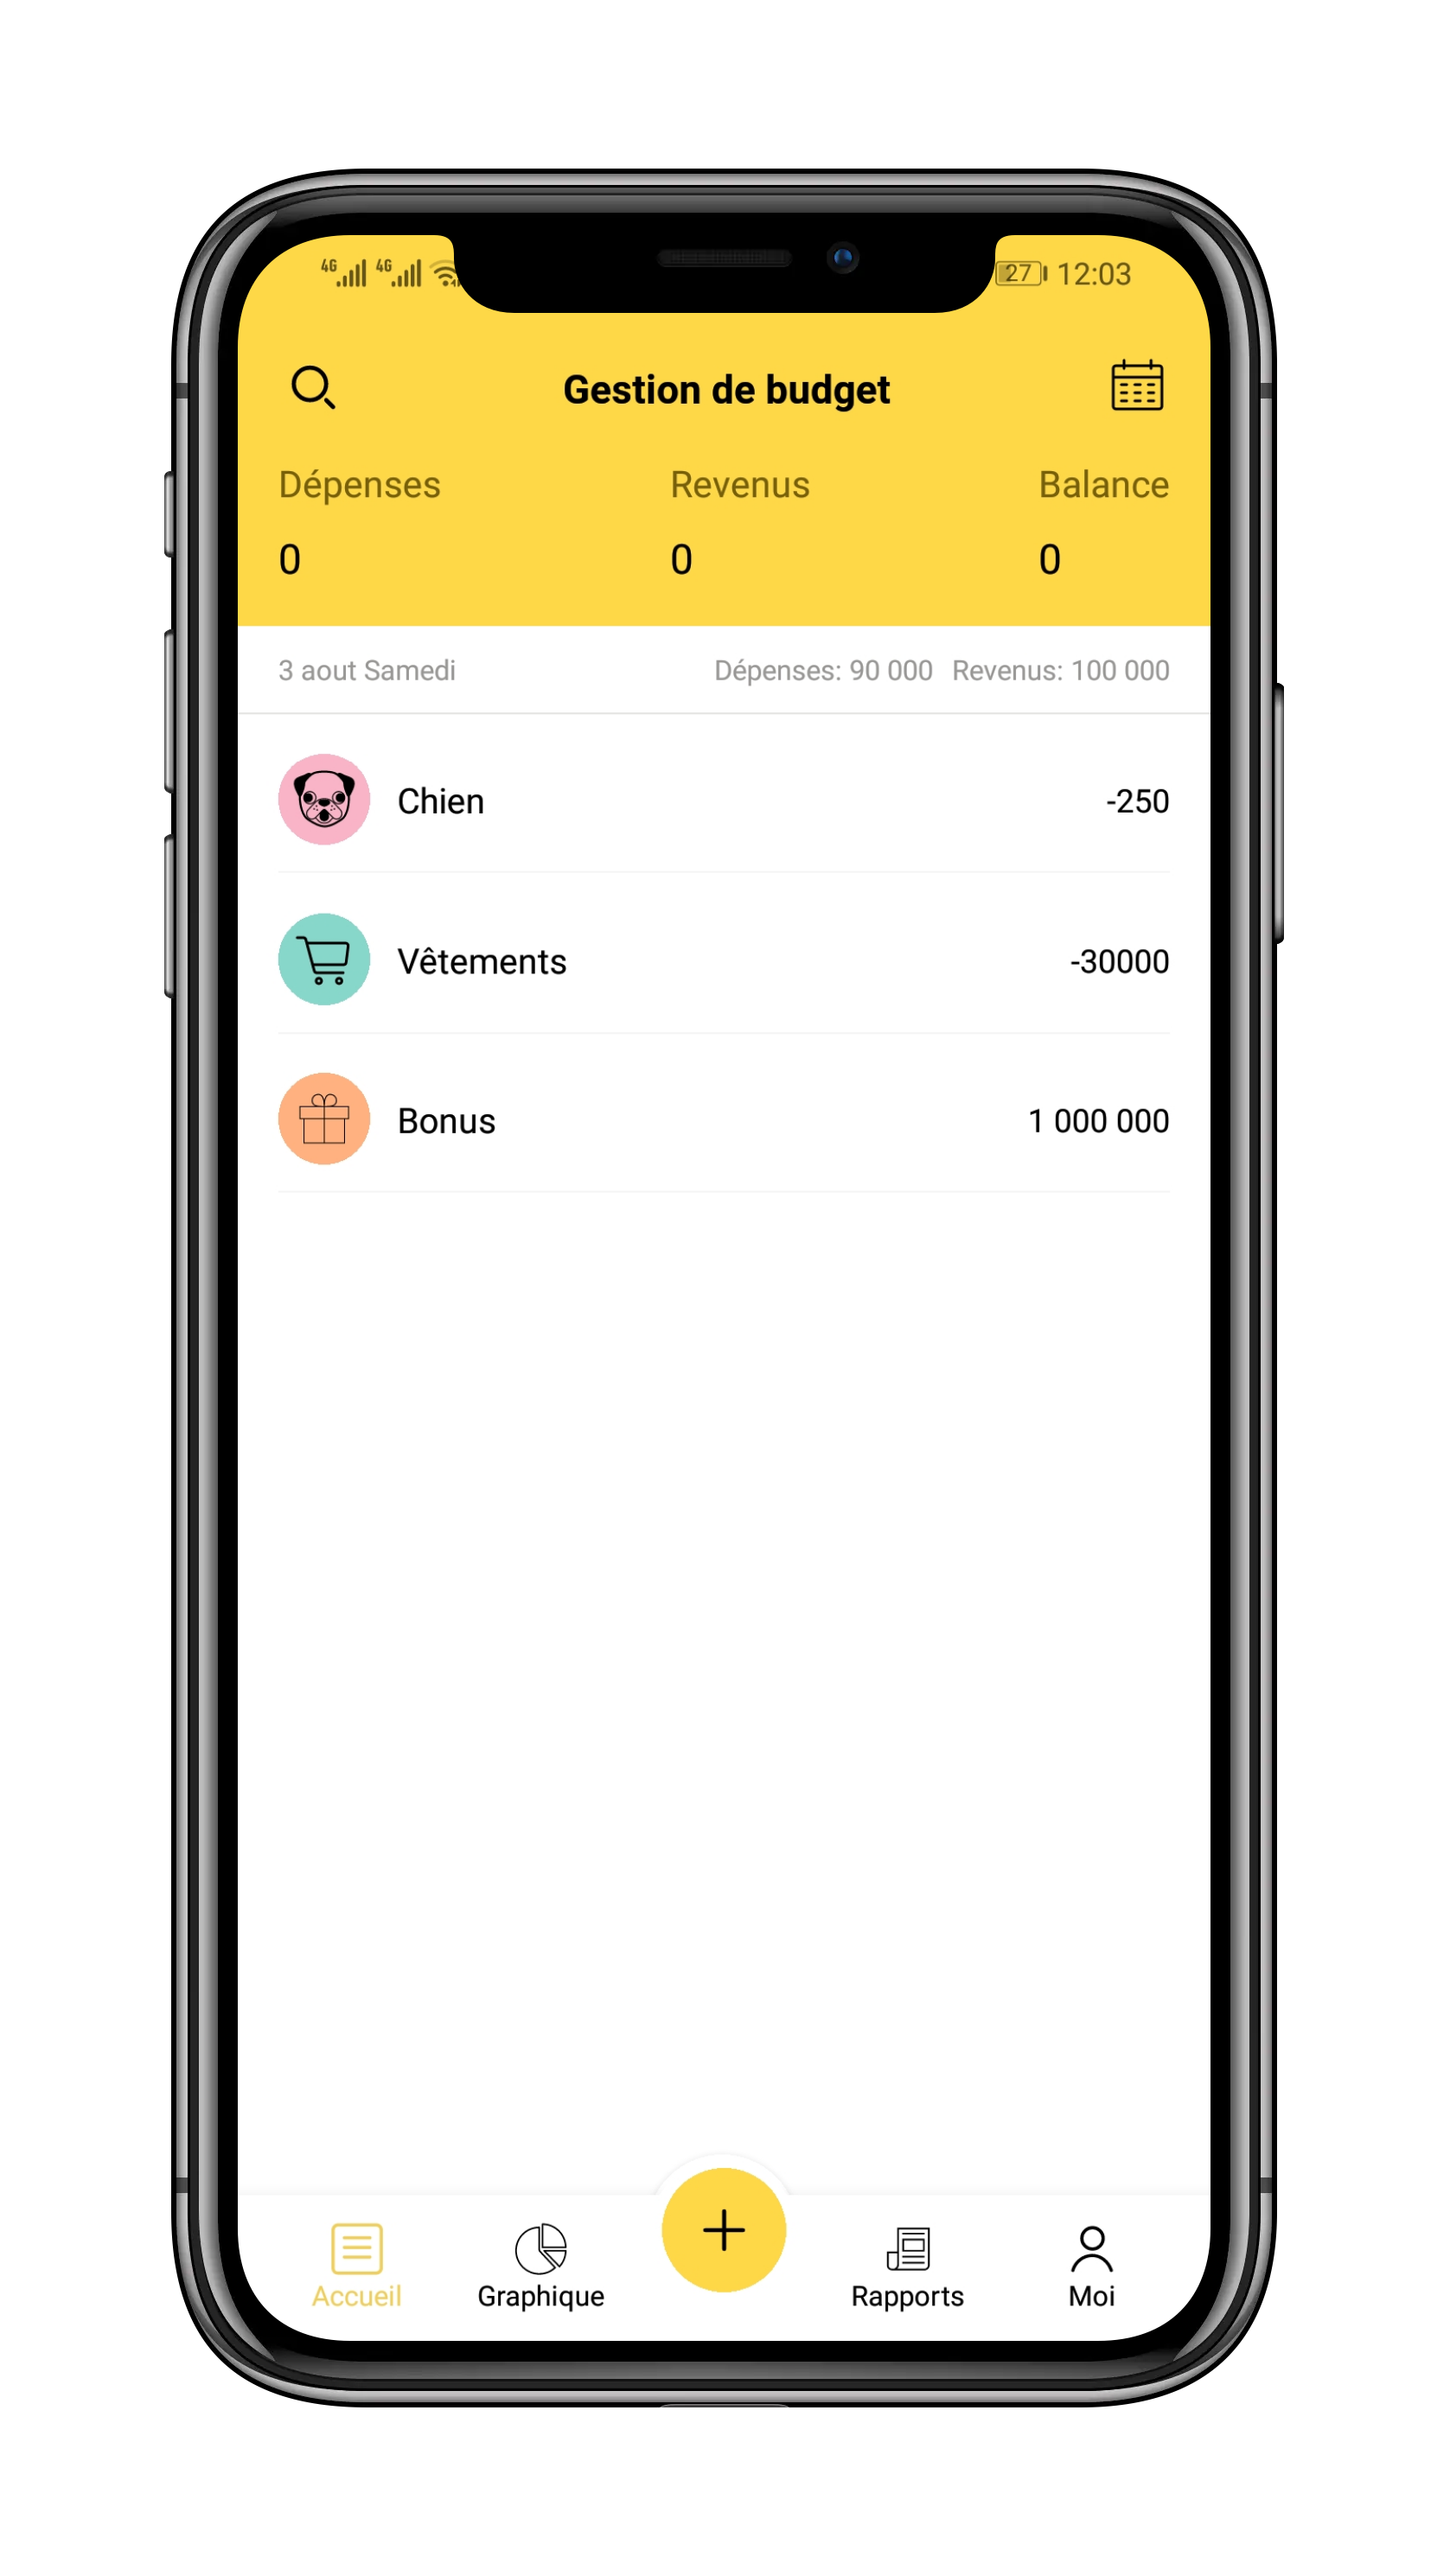 4G 4G 27 12:03
Gestion de budget
Dépenses Revenus Balance
0 0 0
3 aout Samedi Dépenses: 90 000 Revenus: 100 000
Chien -250
Vêtements -30000
Bonus 1 000 000
Accueil Graphique Rapports Moi